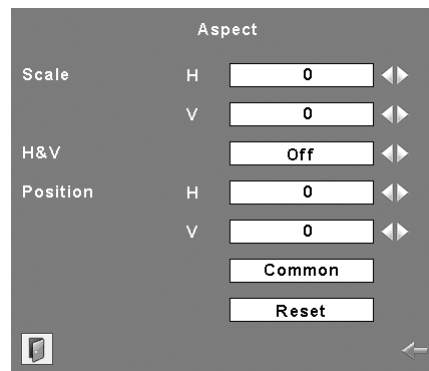 Aspect
Scale H 0
V 0
H&V Off
Position H 0
V 0
Common
Reset